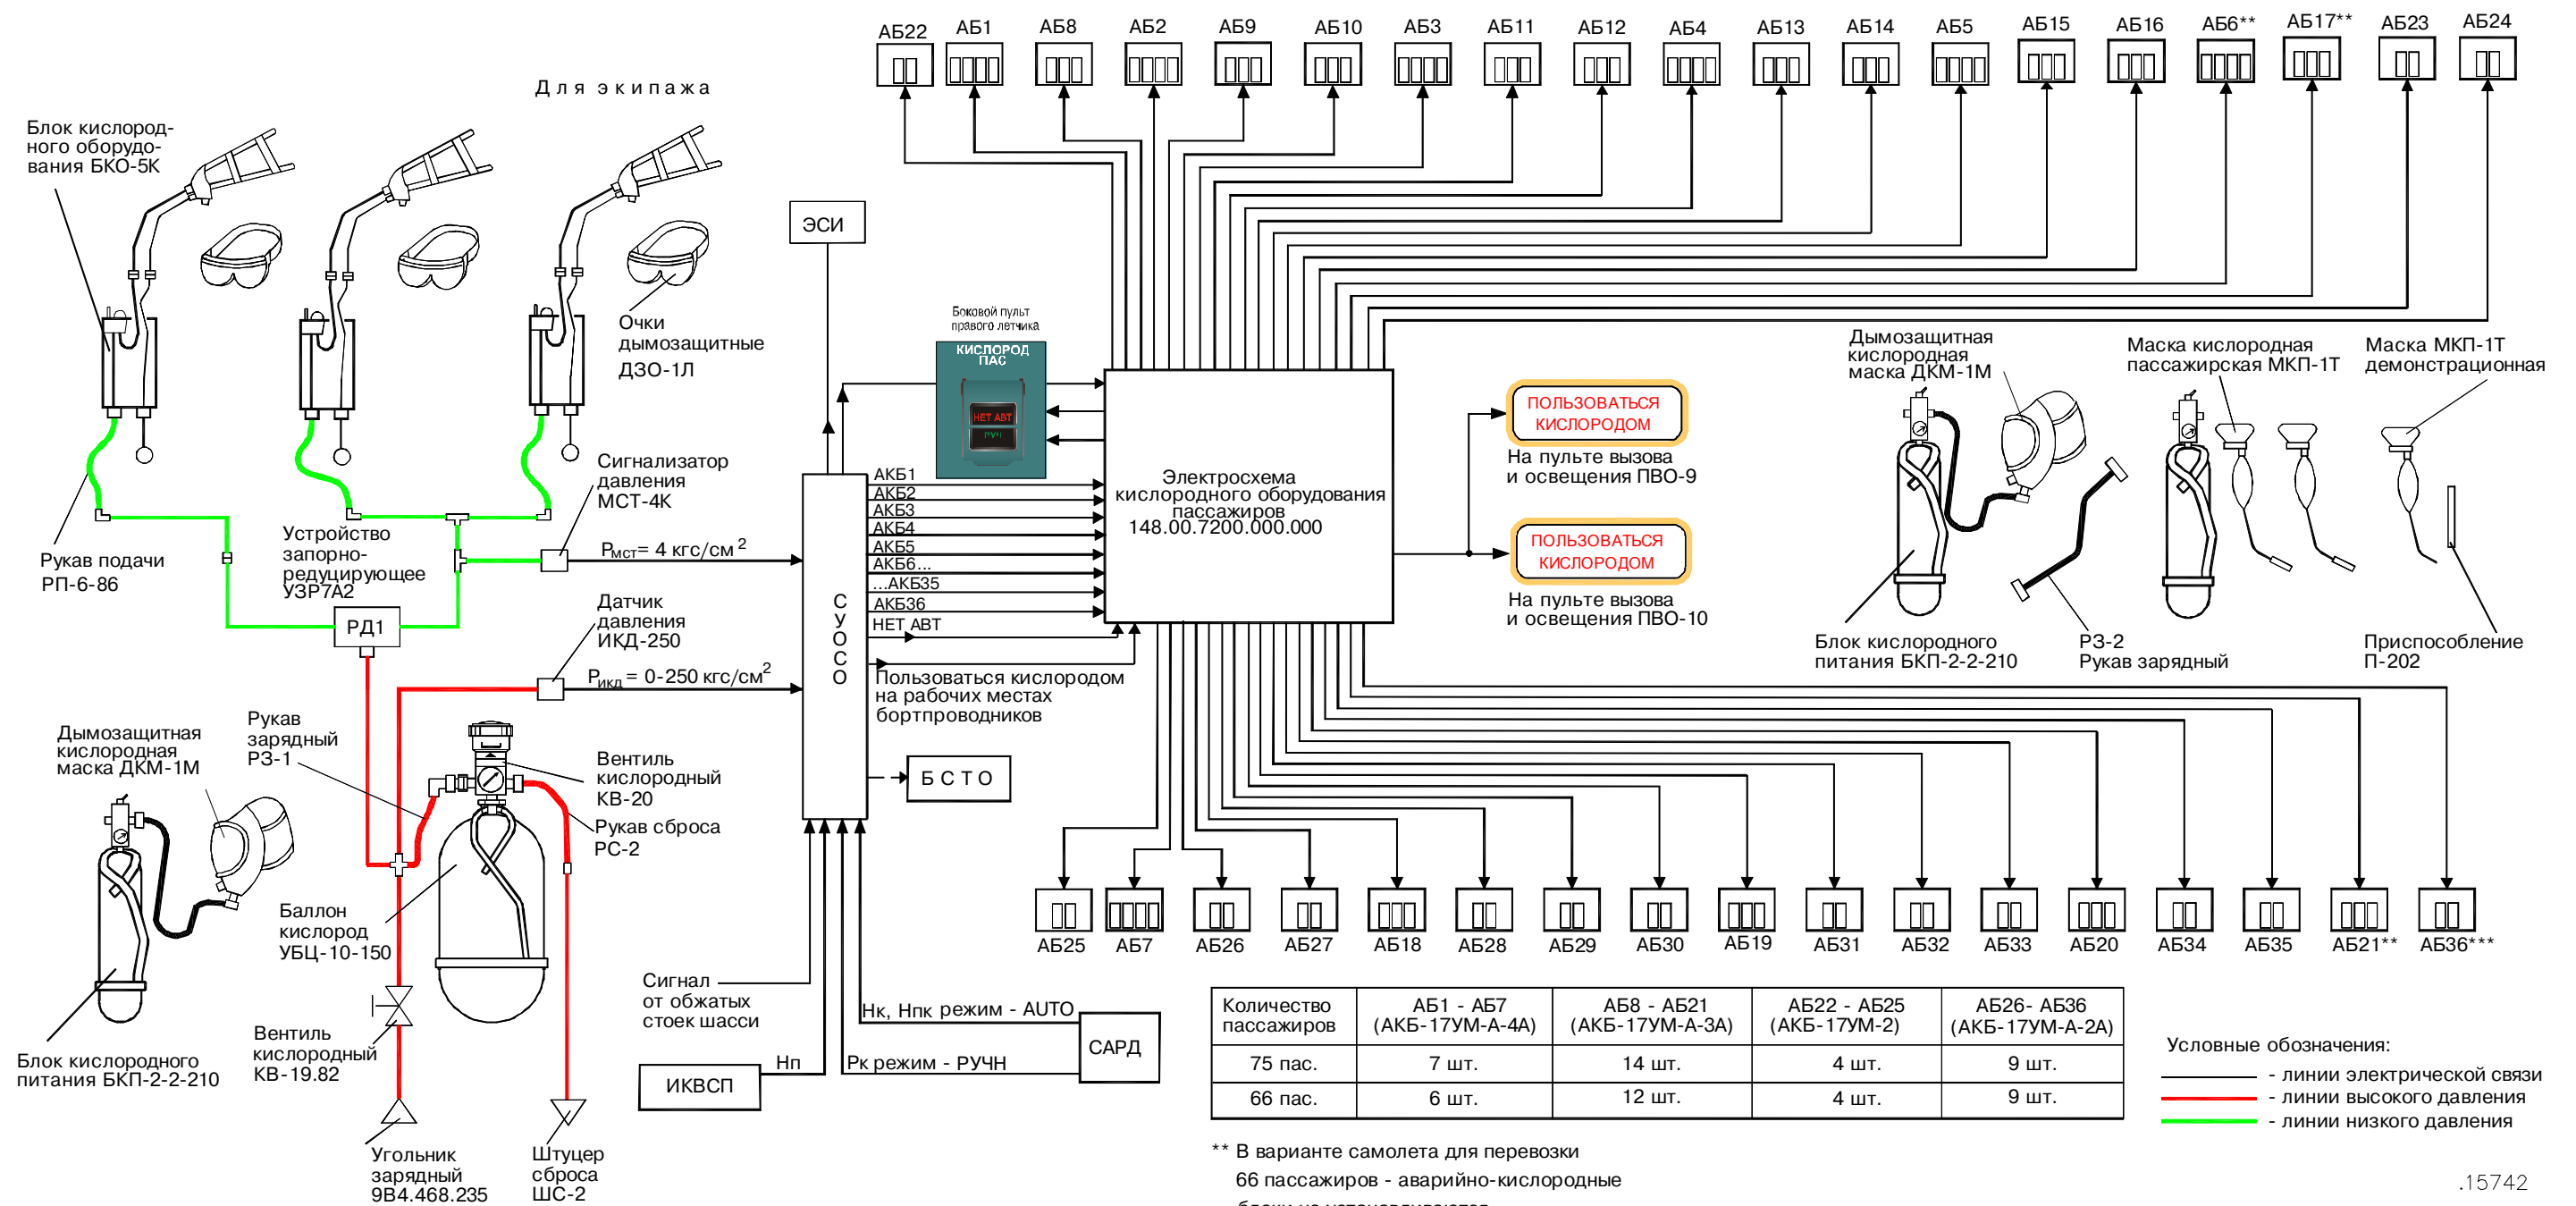 АБ22
АБ1
АБ8
АБ2
АБ9
АБ10
АБ3
АБ11
АБ12
АБ4
АБ13
АБ14
АБ5
АБ15
АБ16
АБ6**
АБ17**
АБ23
АБ24
Для экипажа
Блок кислород-
ного оборудо-
вания БКО-5К
Очки
дымозащитные
ДЗО-1Л
ЭСИ
Боковой пульт
правого летчика
КИСЛОРОД
ПАС
НЕТ АВТ
РУЧ
Сигнализатор
давления
МСТ-4К
Рукав подачи
РП-6-86
Устройство
запорно-
редуцирующее
УЗР7А2
РД1
Рмст= 4 кгс/см2
Датчик
давления
ИКД-250
Рикд= 0-250 кгс/см2
СУОСО
АКБ1
АКБ2
АКБ3
АКБ4
АКБ5
АКБ6...
...АКБ35
АКБ36
НЕТ АВТ
Пользоваться кислородом
на рабочих местах
бортпроводников
БСТО
Электросхема
кислородного оборудования
пассажиров
148.00.7200.000.000
ПОЛЬЗОВАТЬСЯ
КИСЛОРОДОМ
На пульте вызова
и освещения ПВО-9
ПОЛЬЗОВАТЬСЯ
КИСЛОРОДОМ
На пульте вызова
и освещения ПВО-10
Дымозащитная
кислородная
маска ДКМ-1М
Маска кислородная
пассажирская МКП-1Т
Маска МКП-1Т
демонстрационная
Блок кислородного
питания БКП-2-2-210
РЗ-2
Рукав зарядный
Приспособление
П-202
Дымозащитная
кислородная
маска ДКМ-1М
Рукав
зарядный
РЗ-1
Вентиль
кислородный
КВ-20
Рукав сброса
РС-2
Баллон
кислород
УБЦ-10-150
Блок кислородного
питания БКП-2-2-210
Вентиль
кислородный
КВ-19.82
Угольник
зарядный
9В4.468.235
Штуцер
сброса
ШС-2
Сигнал
от обжатых
стоек шасси
Нк, Нпк режим - AUTO
Нп
Рк режим - РУЧН
ИКВСП
САРД
АБ25
АБ7
АБ26
АБ27
АБ18
АБ28
АБ29
АБ30
АБ19
АБ31
АБ32
АБ33
АБ20
АБ34
АБ35
АБ21**
АБ36***
Количество
пассажиров
АБ1 - АБ7
(АКБ-17УМ-А-4А)
АБ8 - АБ21
(АКБ-17УМ-А-3А)
АБ22 - АБ25
(АКБ-17УМ-2)
АБ26- АБ36
(АКБ-17УМ-А-2А)
75 пас. 7 шт. 14 шт. 4 шт. 9 шт.
66 пас. 6 шт. 12 шт. 4 шт. 9 шт.
** В варианте самолета для перевозки
66 пассажиров - аварийно-кислородные
Условные обозначения:
- линии электрической связи
- линии высокого давления
- линии низкого давления
.15742